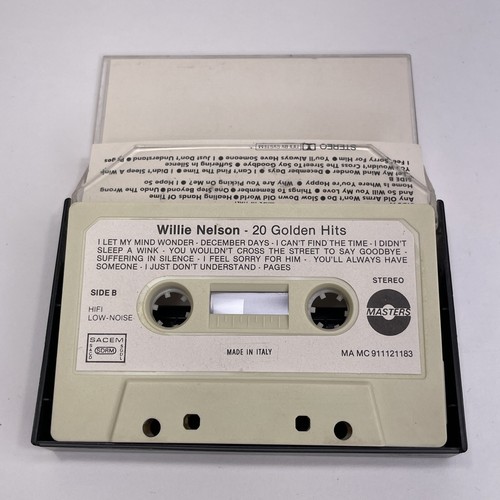 Any Old Arms Won't Do ● Slow Down Old World ● Healing Hands Of Time
And So Will You My Love ● Things To Remember ● One Step Beyond ● Undo The Wrong
Home Is Where You're Happy ● Why Are You Picking On Me? ● I Hope So
SIDE B
Let My Mind Wonder ● December Days ● I Can't Find The Time ● I Didn't Sleep A Wink
Wouldn't Cross The Street To Say Goodbye ● Suffering In Silence
I Feel Sorry For Him ● You'll Always Have Someone ● I Just Don't Understand ● Pages
STEREO
Willie Nelson - 20 Golden Hits
I LET MY MIND WONDER - DECEMBER DAYS - I CAN'T FIND THE TIME - I DIDN'T
SLEEP A WINK - YOU WOULDN'T CROSS THE STREET TO SAY GOODBYE -
SUFFERING IN SILENCE - I FEEL SORRY FOR HIM - YOU'LL ALWAYS HAVE
SOMEONE - I JUST DON'T UNDERSTAND - PAGES
SIDE B
STEREO
HIFI
LOW-NOISE
MASTERS
SACEM
SDRM
MADE IN ITALY
MA MC 911121183